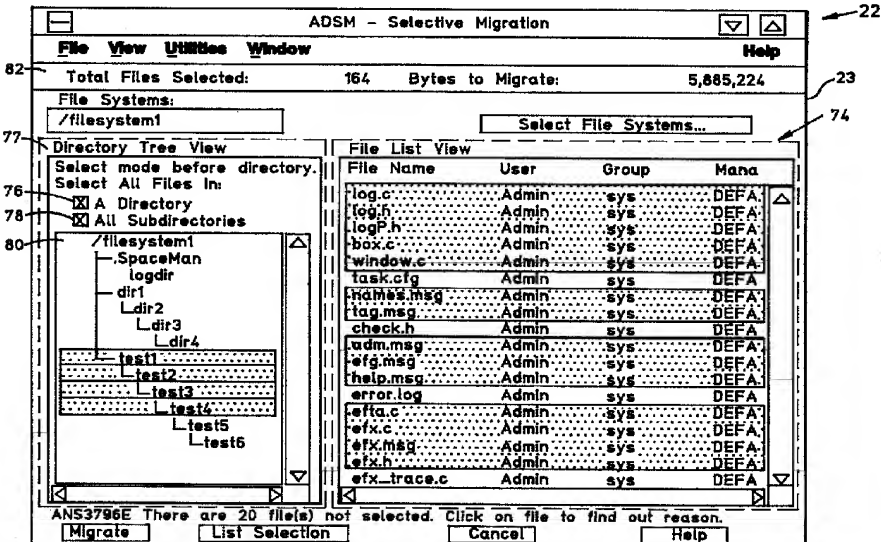 ADSM - Selective Migration
22
File View Utilities Window Help
82
Total Files Selected: 164 Bytes to Migrate: 5,885,224
23
File Systems:
/filesystem1
Select File Systems...
74
77
Directory Tree View
File List View
Select mode before directory.
Select All Files In:
76
A Directory
78
All Subdirectories
80
/filesystem1
.SpaceMan
logdir
dir1
dir2
dir3
dir4
test1
test2
test3
test4
test5
test6
File Name User Group Mana
log.c Admin sys DEFA
log.h Admin sys DEFA
logP.h Admin sys DEFA
box.c Admin sys DEFA
window.c Admin sys DEFA
task.cfg Admin sys DEFA
names.msg Admin sys DEFA
tag.msg Admin sys DEFA
check.h Admin sys DEFA
adm.msg Admin sys DEFA
efg.msg Admin sys DEFA
help.msg Admin sys DEFA
error.log Admin sys DEFA
efta.c Admin sys DEFA
efx.c Admin sys DEFA
efx.msg Admin sys DEFA
efx.h Admin sys DEFA
efx_trace.c Admin sys DEFA
ANS3796E There are 20 file(s) not selected. Click on file to find out reason.
Migrate List Selection Cancel Help